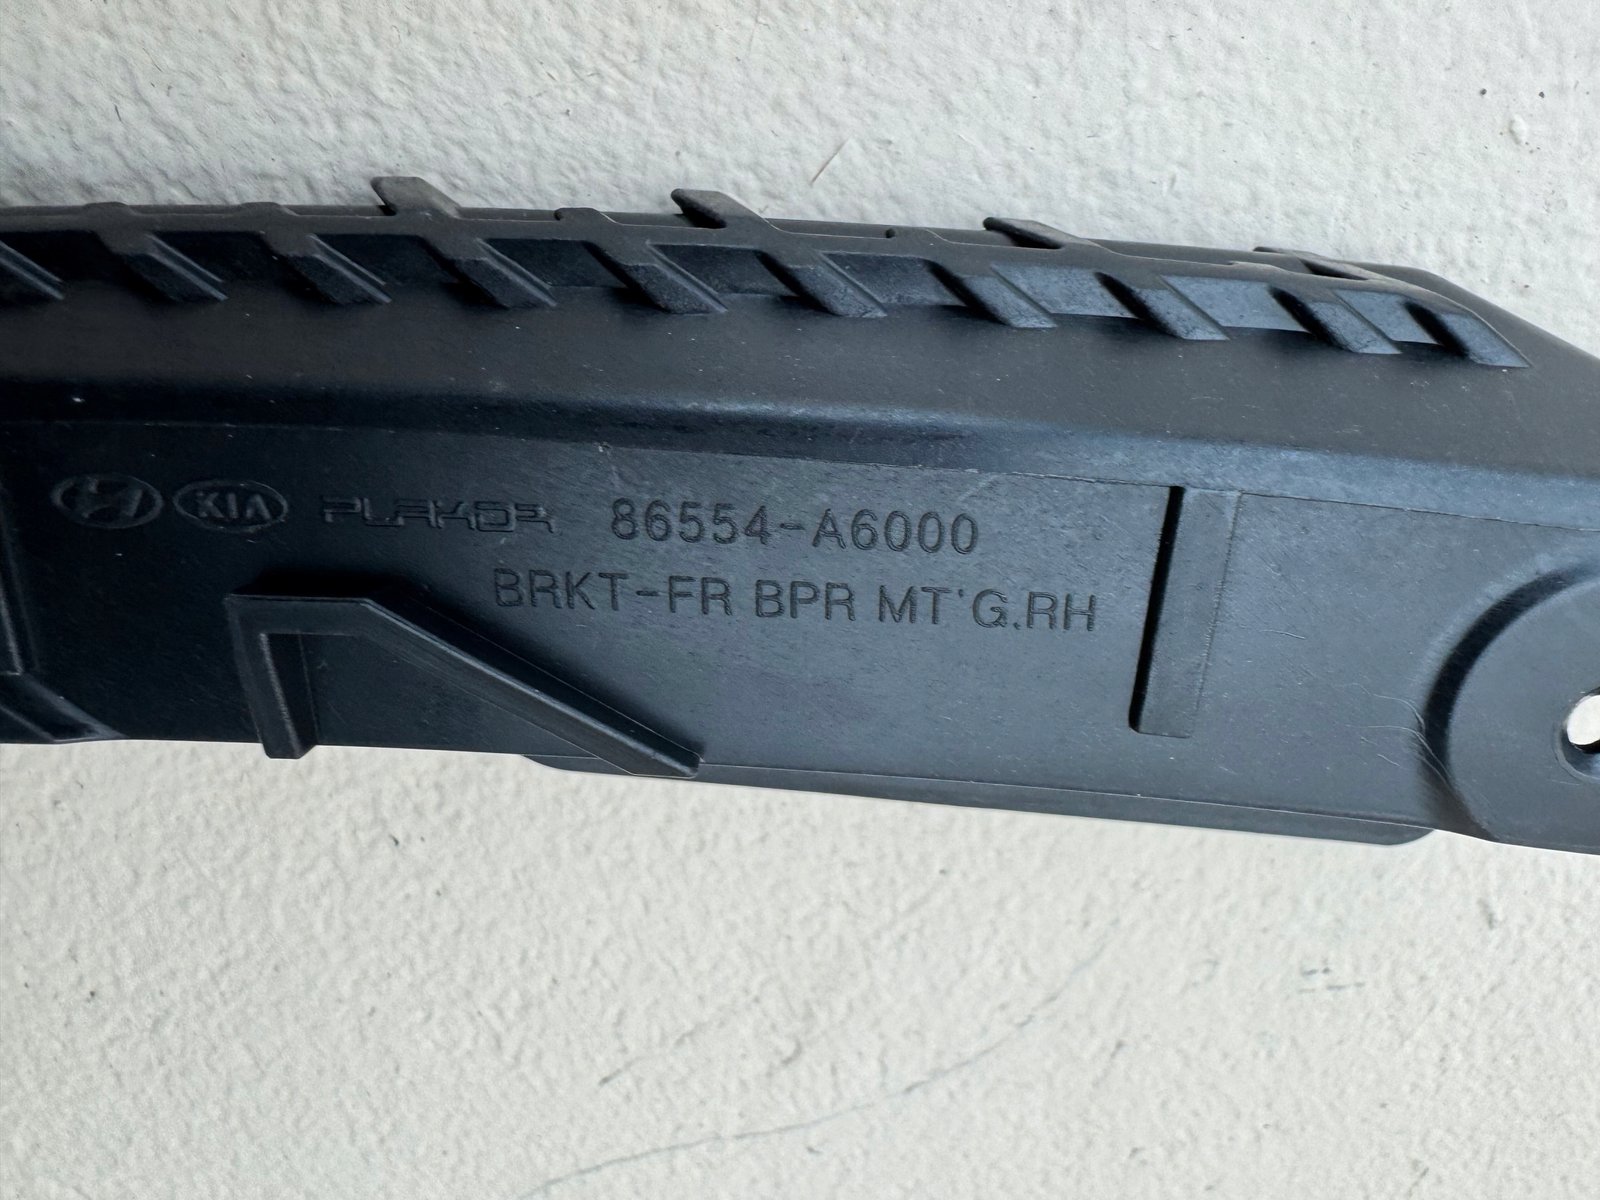 KIA PLAKOR 86554-A6000
BRKT-FR BPR MT'G.RH